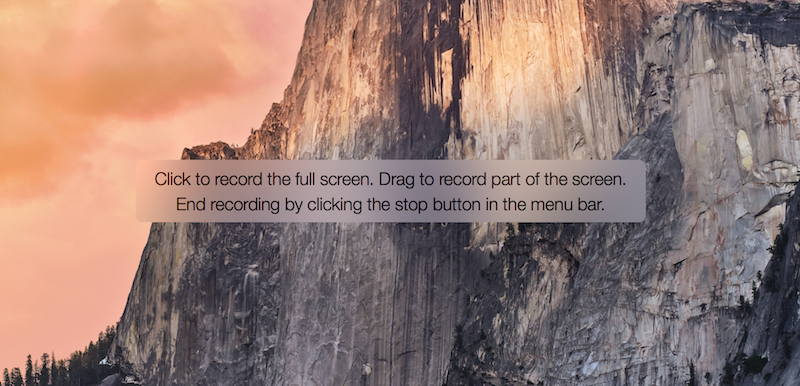 Click to record the full screen. Drag to record part of the screen.
End recording by clicking the stop button in the menu bar.